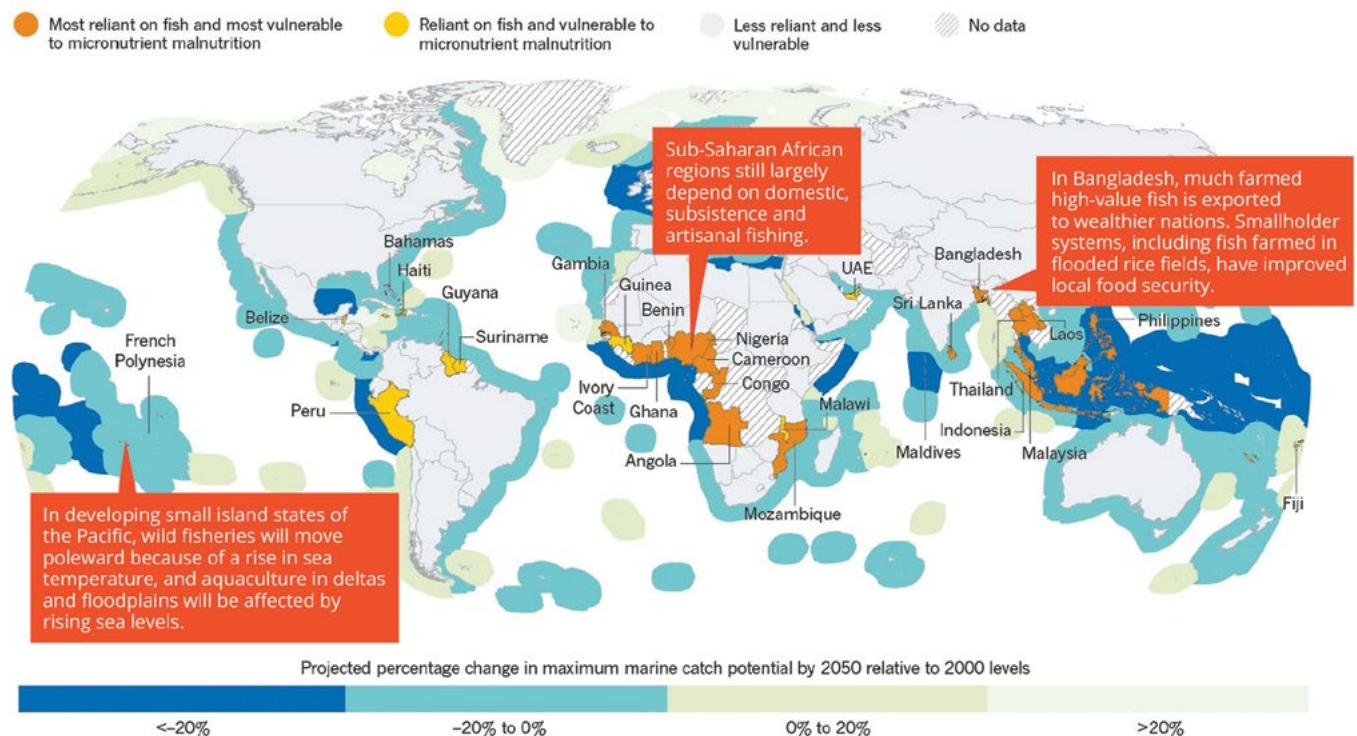 Most reliant on fish and most vulnerable
to micronutrient malnutrition
Reliant on fish and vulnerable to
micronutrient malnutrition
Less reliant and less
vulnerable
No data
Sub-Saharan African
regions still largely
depend on domestic,
subsistence and
artisanal fishing.
In Bangladesh, much farmed
high-value fish is exported
to wealthier nations. Smallholder
systems, including fish farmed in
flooded rice fields, have improved
local food security.
Bahamas
Haiti
Guyana
Belize
Suriname
French
Polynesia
Peru
Gambia
Guinea
Benin
Nigeria
Cameroon
Congo
Ivory
Coast
Ghana
Malawi
Angola
Mozambique
UAE
Bangladesh
Sri Lanka
Philippines
Laos
Thailand
Indonesia
Malaysia
Maldives
Fiji
In developing small island states of
the Pacific, wild fisheries will move
poleward because of a rise in sea
temperature, and aquaculture in deltas
and floodplains will be affected by
rising sea levels.
Projected percentage change in maximum marine catch potential by 2050 relative to 2000 levels
<–20%
–20% to 0%
0% to 20%
>20%